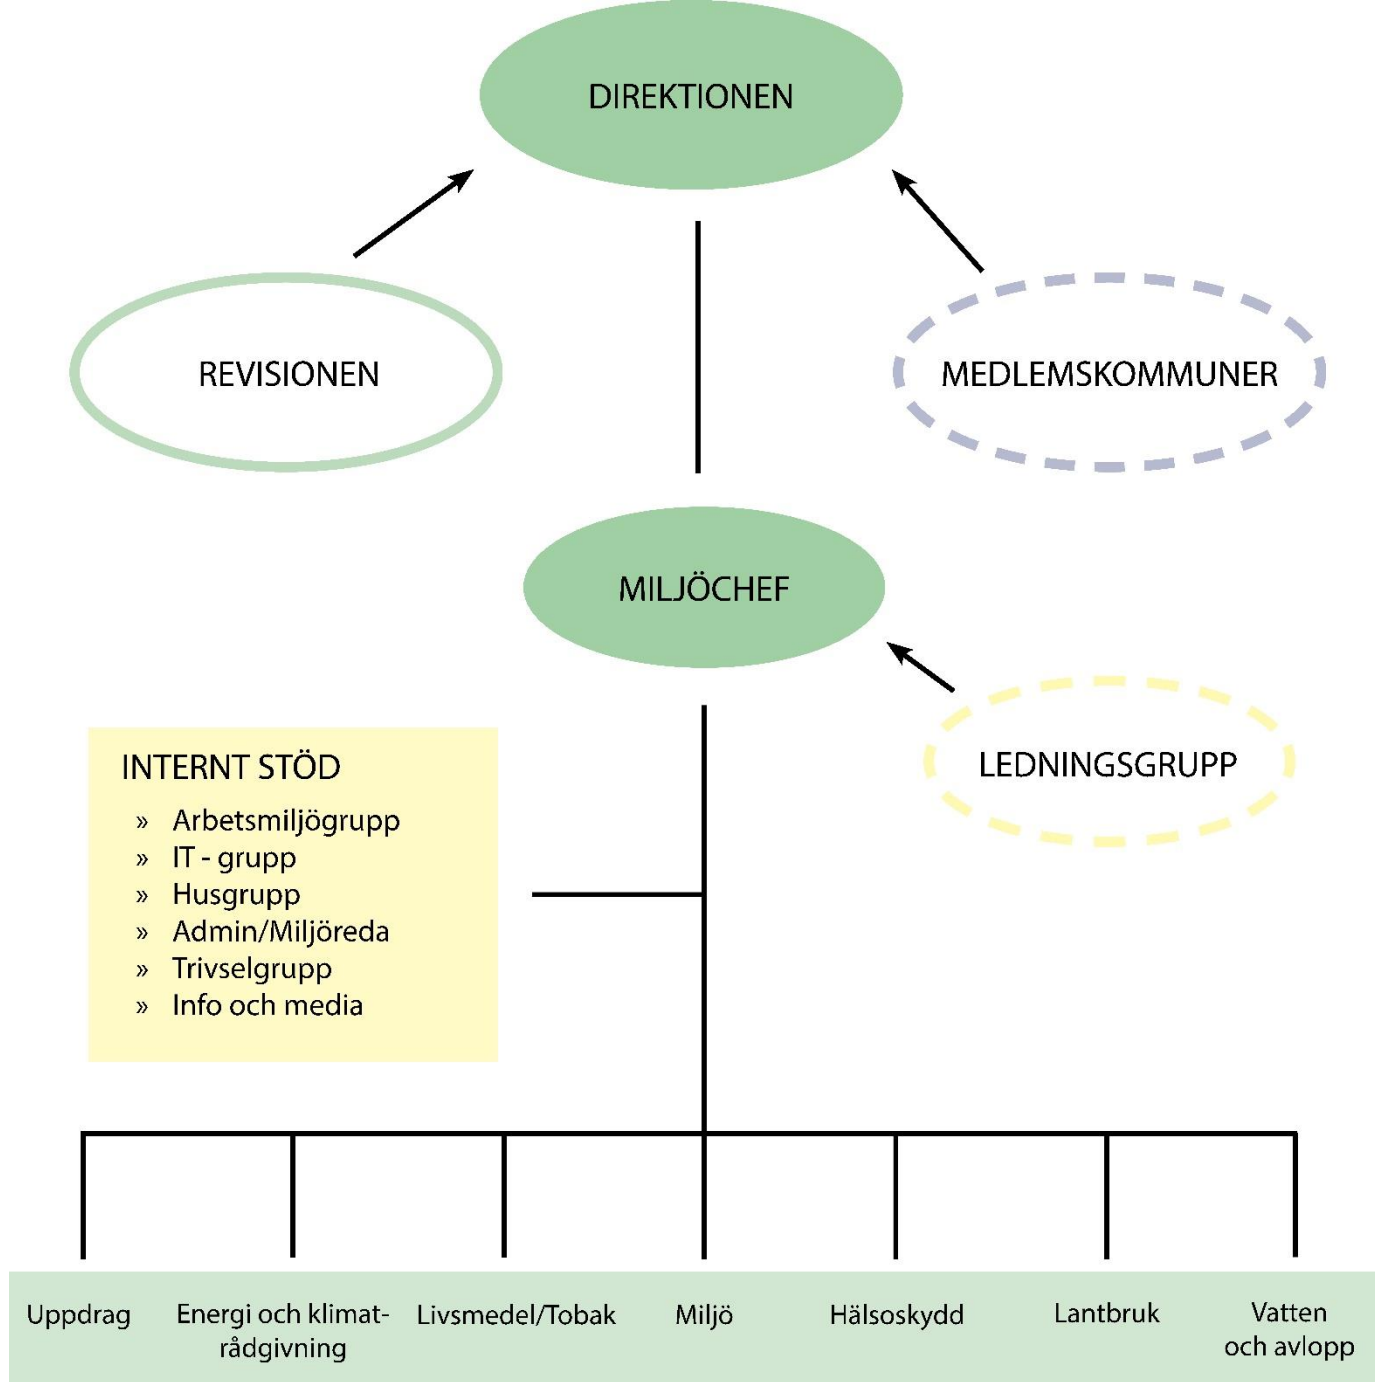 DIREKTIONEN
REVISIONEN
MEDLEMSKOMMUNER
MILJÖCHEF
LEDNINGSGRUPP
INTERNT STÖD
» Arbetsmiljögrupp
» IT - grupp
» Husgrupp
» Admin/Miljöreda
» Trivselgrupp
» Info och media
Uppdrag
Energi och klimat-
rådgivning
Livsmedel/Tobak
Miljö
Hälsoskydd
Lantbruk
Vatten
och avlopp